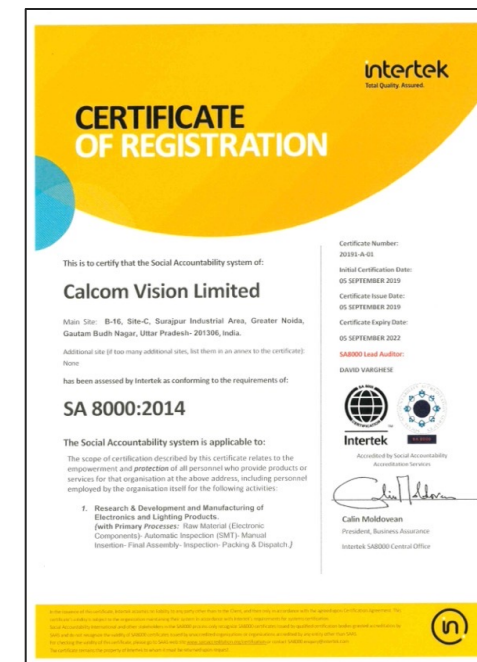 intertek
Total Quality. Assured.
CERTIFICATE
OF REGISTRATION
This is to certify that the Social Accountability system of:
Calcom Vision Limited
Main Site: B-16, Site-C, Surajpur Industrial Area, Greater Noida,
Gautam Budh Nagar, Uttar Pradesh- 201306, India.
Additional site (if too many additional sites, list them in an annex to the certificate):
None
has been assessed by Intertek as conforming to the requirements of:
SA 8000:2014
The Social Accountability system is applicable to:
The scope of certification described by this certificate relates to the
empowerment and protection of all personnel who provide products or
services for that organisation at the above address, including personnel
employed by the organisation itself for the following activities:
1. Research & Development and Manufacturing of
Electronics and Lighting Products.
(with Primary Processes: Raw Material (Electronic
Components)- Automatic Inspection (SMT)- Manual
Insertion- Final Assembly- Inspection- Packing & Dispatch.)
Certificate Number:
20191-A-01
Initial Certification Date:
05 SEPTEMBER 2019
Certificate Issue Date:
05 SEPTEMBER 2019
Certificate Expiry Date:
05 SEPTEMBER 2022
SA8000 Lead Auditor:
DAVID VARGHESE
Intertek
Accredited by Social Accountability
Accreditation Services
Calin Moldovean
President, Business Assurance
Intertek SA8000 Central Office
in